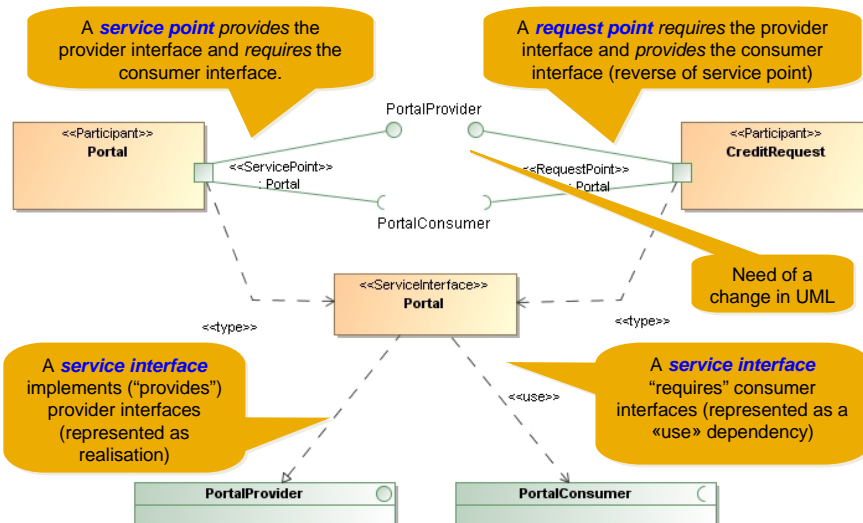 A service point provides the
provider interface and requires the
consumer interface.
A request point requires the provider
interface and provides the consumer
interface (reverse of service point)
PortalProvider
<<Participant>>
Portal
<<ServicePoint>>
: Portal
<<RequestPoint>>
: Portal
<<Participant>>
CreditRequest
PortalConsumer
Need of a
change in UML
<<ServiceInterface>>
Portal
<<type>>
<<type>>
A service interface
implements (“provides”)
provider interfaces
(represented as
realisation)
<<use>>
A service interface
“requires” consumer
interfaces (represented as a
«use» dependency)
PortalProvider
PortalConsumer